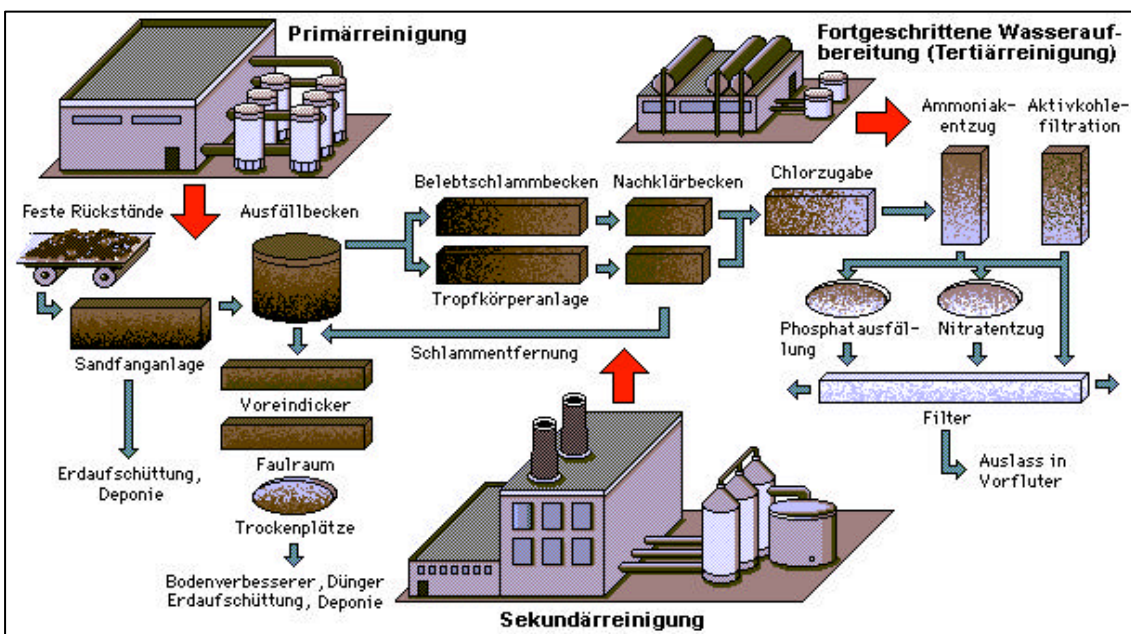 Primärreinigung
Fortgeschrittene Wasserauf-
bereitung (Tertiärreinigung)
Ammoniak-
entzug
Aktivkohle-
filtration
Feste Rückstände
Ausfällbecken
Belebtschlammbecken
Nachklärbecken
Chlorzugabe
Tropfkörperanlage
Sandfanganlage
Schlammentfernung
Phosphatausfäl-
lung
Nitratentzug
Voreindicker
Filter
Faulraum
Erdaufschüttung,
Deponie
Auslass in
Vorfluter
Trockenplätze
Bodenverbesserer, Dünger
Erdaufschüttung, Deponie
Sekundärreinigung